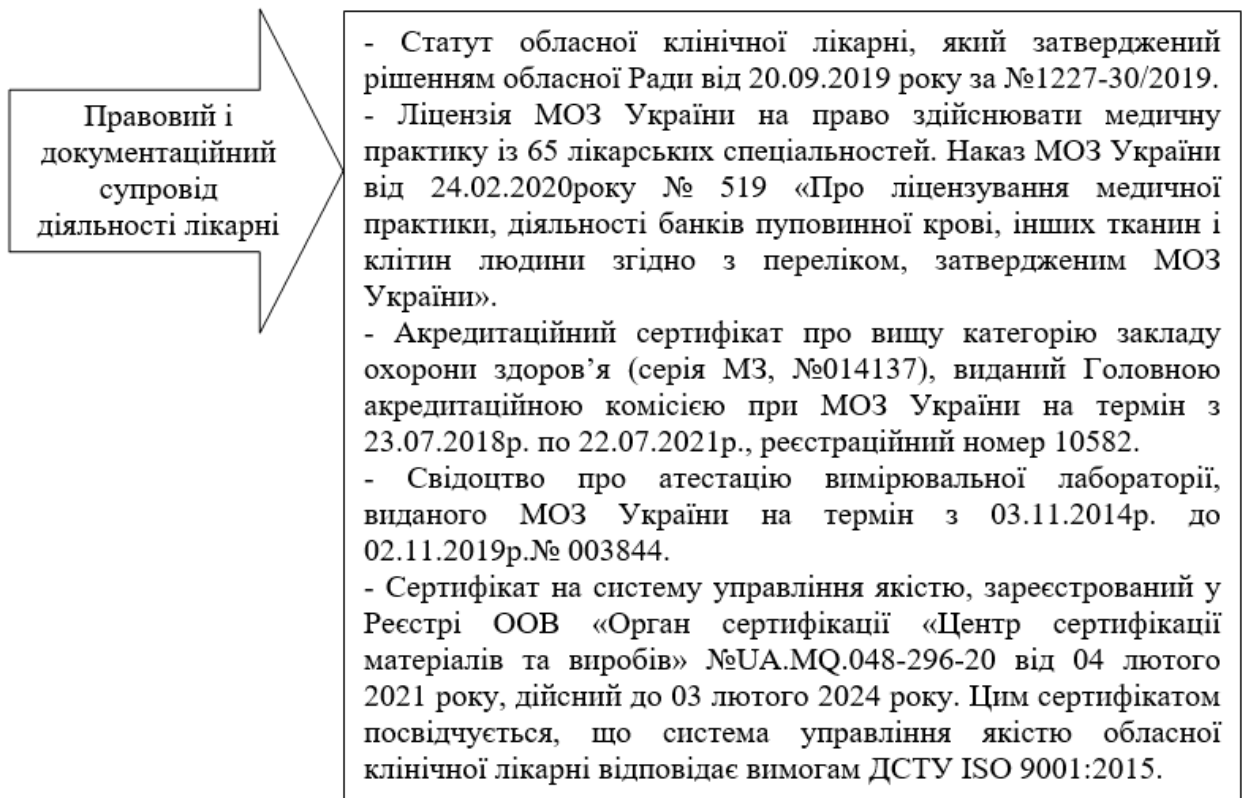 Правовий і
документаційний
супровід
діяльності лікарні
- Статут обласної клінічної лікарні, який затверджений
рішенням обласної Ради від 20.09.2019 року за №1227-30/2019.
- Ліцензія МОЗ України на право здійснювати медичну
практику із 65 лікарських спеціальностей. Наказ МОЗ України
від 24.02.2020року № 519 «Про ліцензування медичної
практики, діяльності банків пуповинної крові, інших тканин і
клітин людини згідно з переліком, затвердженим МОЗ
України».
- Акредитаційний сертифікат про вищу категорію закладу
охорони здоров’я (серія МЗ, №014137), виданий Головною
акредитаційною комісією при МОЗ України на термін з
23.07.2018р. по 22.07.2021р., реєстраційний номер 10582.
- Свідоцтво про атестацію вимірювальної лабораторії,
виданого МОЗ України на термін з 03.11.2014р. до
02.11.2019р.№ 003844.
- Сертифікат на систему управління якістю, зареєстрований у
Реєстрі ООВ «Орган сертифікації «Центр сертифікації
матеріалів та виробів» №UA.MQ.048-296-20 від 04 лютого
2021 року, дійсний до 03 лютого 2024 року. Цим сертифікатом
посвідчується, що система управління якістю обласної
клінічної лікарні відповідає вимогам ДСТУ ISO 9001:2015.